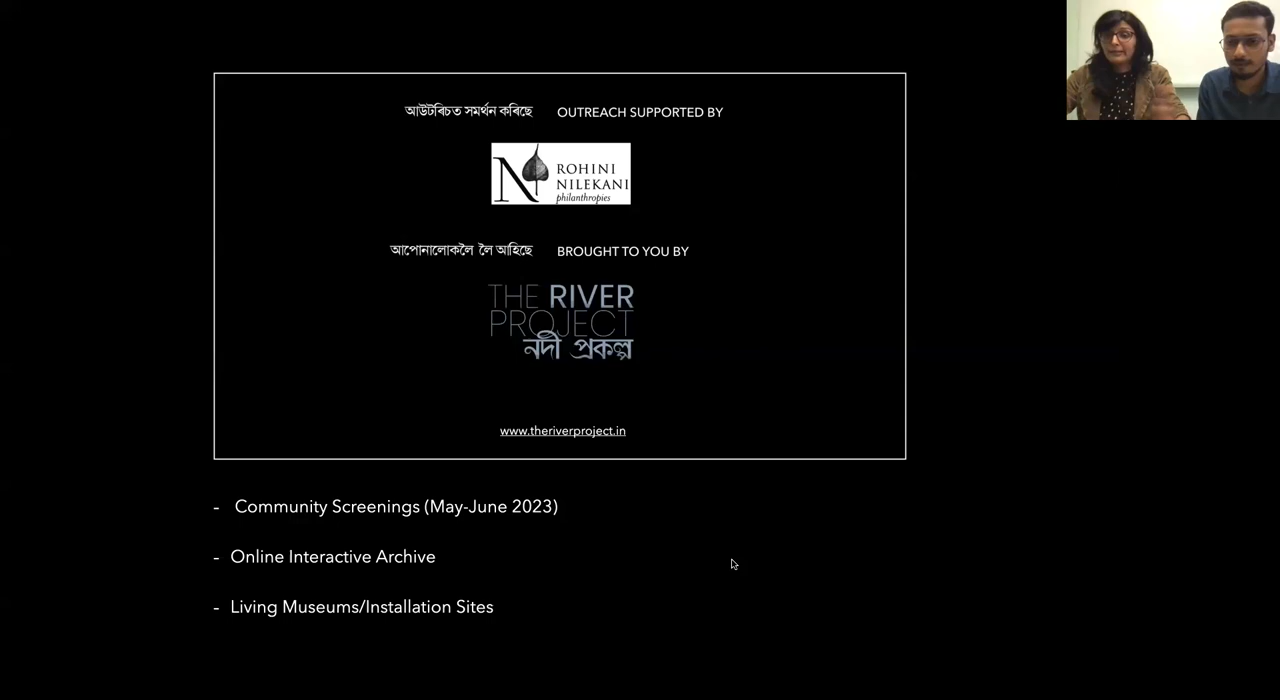 আউটৰিচত সমৰ্থন কৰিছে OUTREACH SUPPORTED BY
N ROHINI
NILEKANI
philanthropies
আপোনালোকলৈ লৈ আহিছে BROUGHT TO YOU BY
THE RIVER
PROJECT
নদী প্ৰকল্প
www.theriverproject.in
- Community Screenings (May-June 2023)
- Online Interactive Archive
- Living Museums/Installation Sites